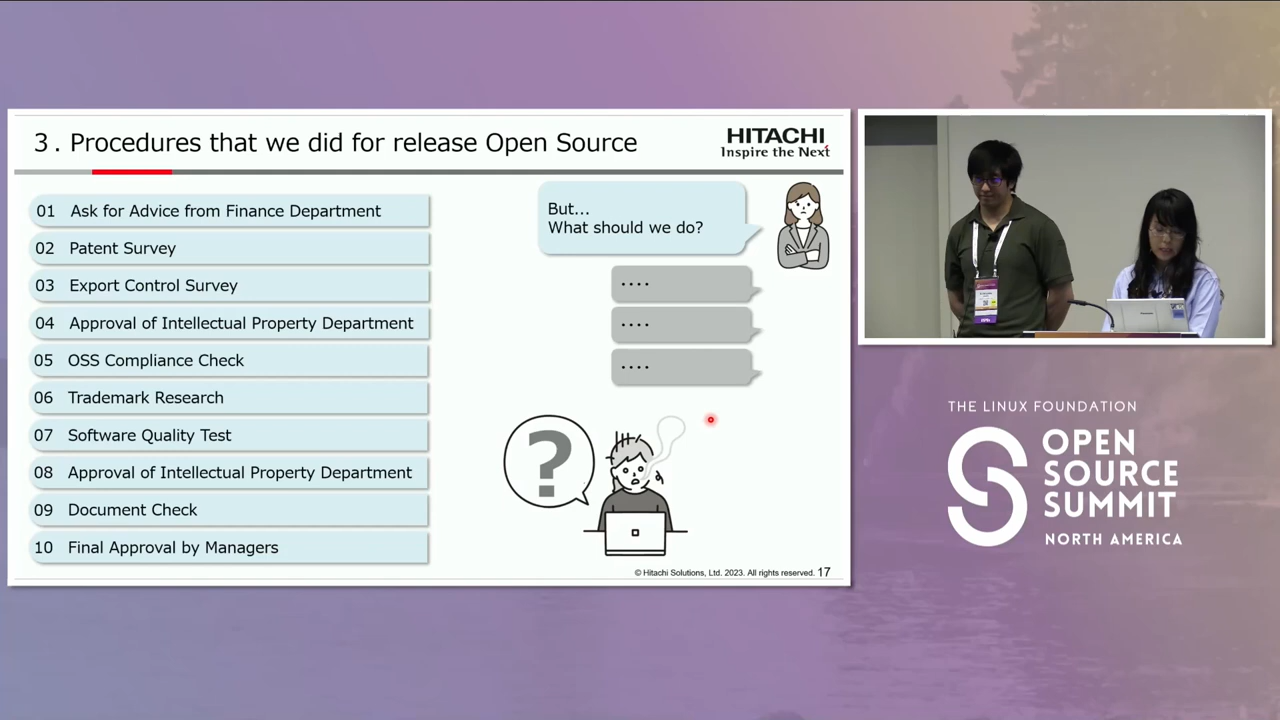 3. Procedures that we did for release Open Source
HITACHI
Inspire the Next
01 Ask for Advice from Finance Department
02 Patent Survey
03 Export Control Survey
04 Approval of Intellectual Property Department
05 OSS Compliance Check
06 Trademark Research
07 Software Quality Test
08 Approval of Intellectual Property Department
09 Document Check
10 Final Approval by Managers
But...
What should we do?
....
....
....
?
© Hitachi Solutions, Ltd. 2023. All rights reserved. 17
THE LINUX FOUNDATION
OPEN
SOURCE
SUMMIT
NORTH AMERICA